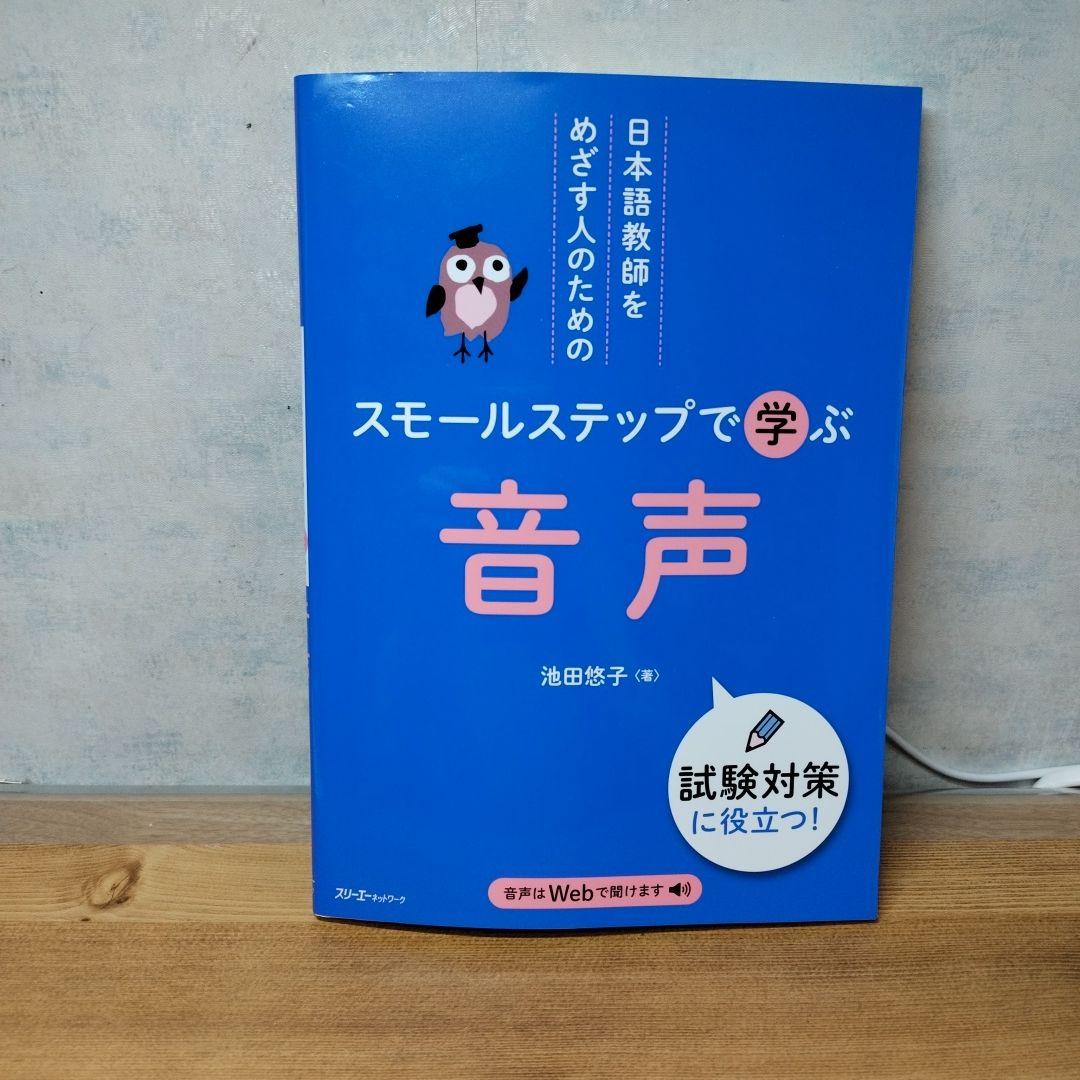 日本語教師を
めざす人のための
スモールステップで学ぶ
音声
池田悠子〈著〉
試験対策
に役立つ！
音声はWebで聞けます
スリーエーネットワーク